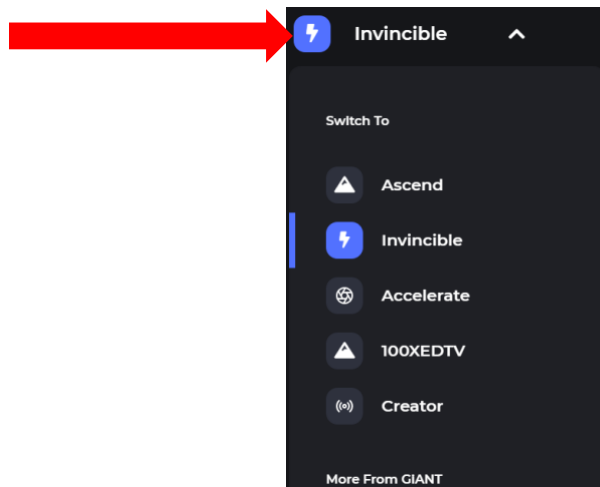 Invincible
Switch To
Ascend
Invincible
Accelerate
100XEDTV
Creator
More From GIANT